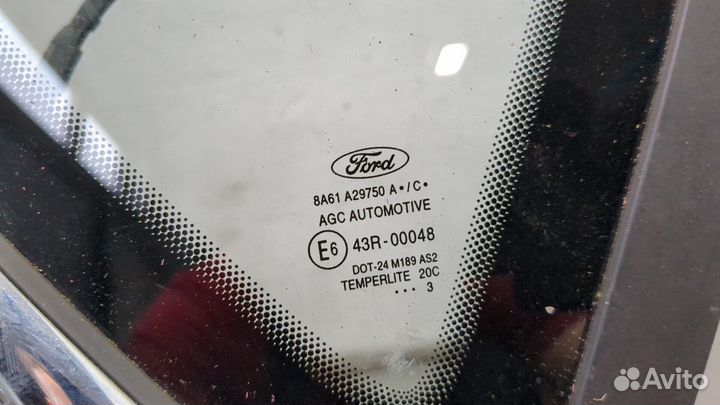 Ford
8A61 A29750 A•/C•
AGC AUTOMOTIVE
E6 43R-00048
DOT-24 M189 AS2
TEMPERLITE 20C
••• 3
Avito